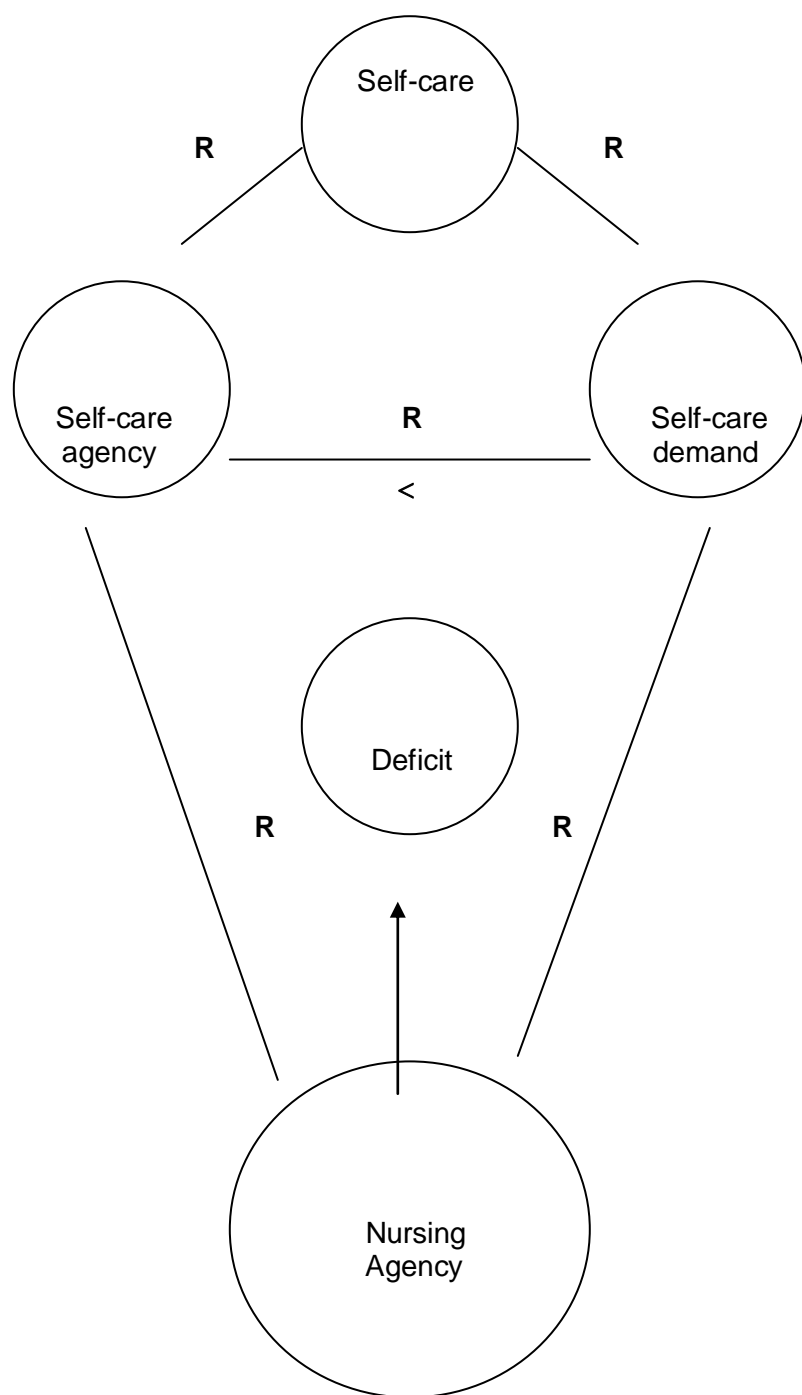 Self-care
R R
Self-care
agency
R
Self-care
demand
<
Deficit
R R
Nursing
Agency